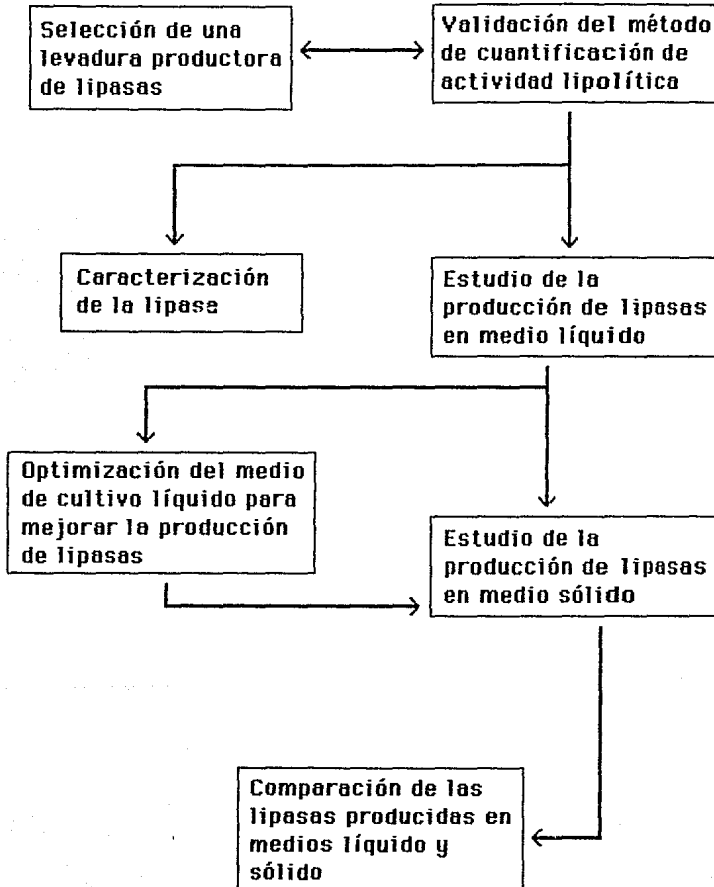 Selección de una
levadura productora
de lipasas
Validación del método
de cuantificación de
actividad lipolítica
Caracterización
de la lipasa
Estudio de la
producción de lipasas
en medio líquido
Optimización del medio
de cultivo líquido para
mejorar la producción
de lipasas
Estudio de la
producción de lipasas
en medio sólido
Comparación de las
lipasas producidas en
medios líquido y
sólido